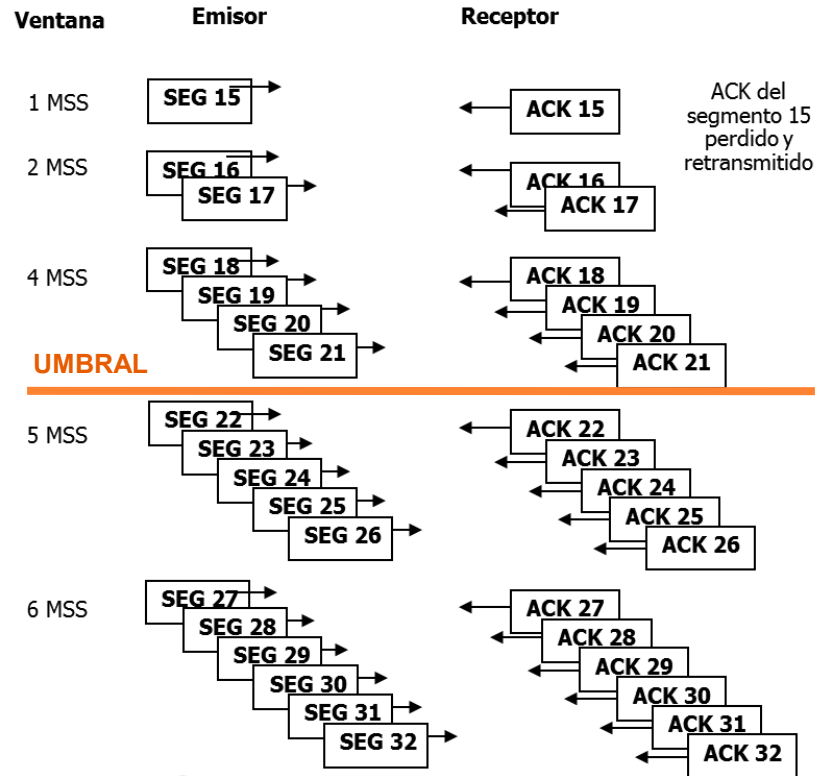 Ventana Emisor Receptor
1 MSS SEG 15 ACK 15 ACK del
segmento 15
perdido y
retransmitido
2 MSS SEG 16 ACK 16
SEG 17 ACK 17
4 MSS SEG 18 ACK 18
SEG 19 ACK 19
SEG 20 ACK 20
SEG 21 ACK 21
UMBRAL
5 MSS SEG 22 ACK 22
SEG 23 ACK 23
SEG 24 ACK 24
SEG 25 ACK 25
SEG 26 ACK 26
6 MSS SEG 27 ACK 27
SEG 28 ACK 28
SEG 29 ACK 29
SEG 30 ACK 30
SEG 31 ACK 31
SEG 32 ACK 32